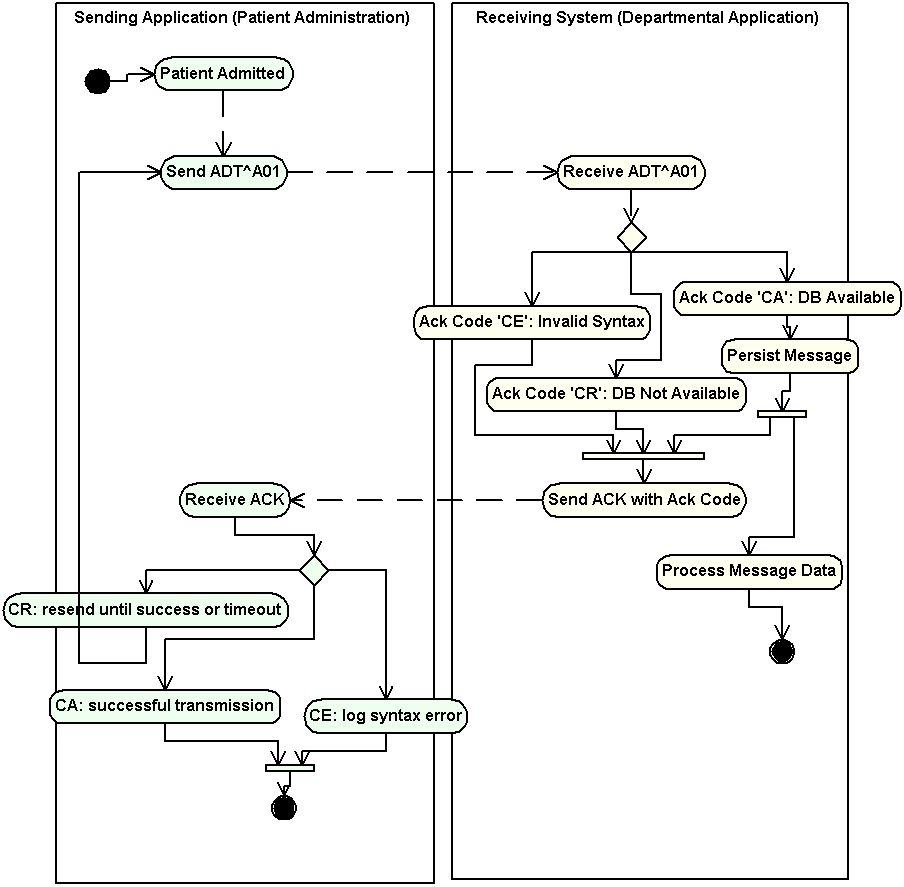 Sending Application (Patient Administration)
Receiving System (Departmental Application)
Patient Admitted
Send ADT^A01
Receive ADT^A01
Ack Code 'CA': DB Available
Ack Code 'CE': Invalid Syntax
Persist Message
Ack Code 'CR': DB Not Available
Receive ACK
Send ACK with Ack Code
Process Message Data
CR: resend until success or timeout
CA: successful transmission
CE: log syntax error